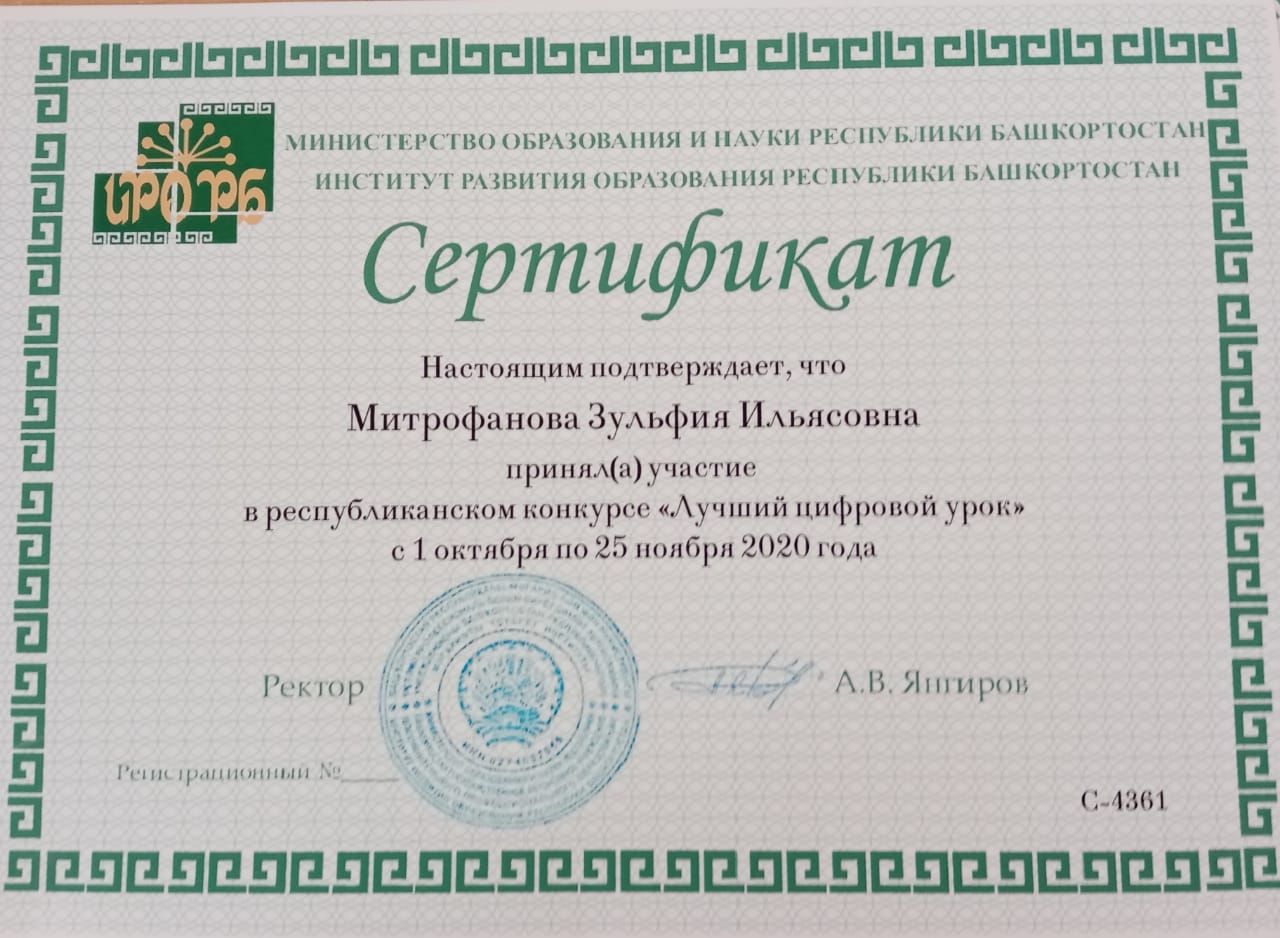 МИНИСТЕРСТВО ОБРАЗОВАНИЯ И НАУКИ РЕСПУБЛИКИ БАШКОРТОСТАН
ИНСТИТУТ РАЗВИТИЯ ОБРАЗОВАНИЯ РЕСПУБЛИКИ БАШКОРТОСТАН
ИРО РБ
Сертификат
Настоящим подтверждает, что
Митрофанова Зульфия Ильясовна
принял(а) участие
в республиканском конкурсе «Лучший цифровой урок»
с 1 октября по 25 ноября 2020 года
Ректор
А.В. Янгиров
Регистрационный №
С-4361